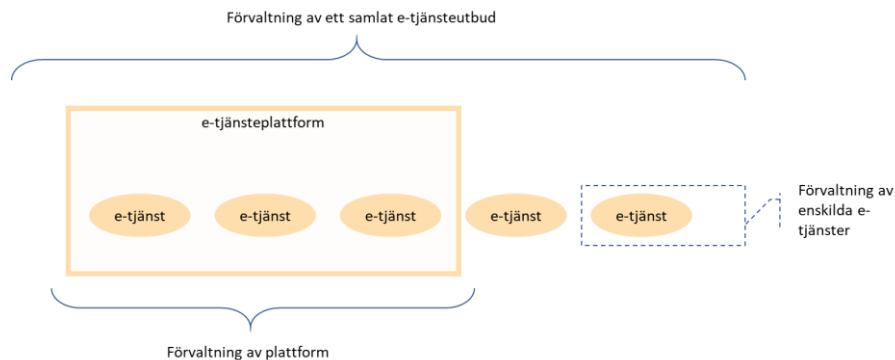 Förvaltning av ett samlat e-tjänsteutbud
e-tjänsteplattform
e-tjänst
e-tjänst
e-tjänst
e-tjänst
e-tjänst
Förvaltning av
enskilda e-
tjänster
Förvaltning av plattform